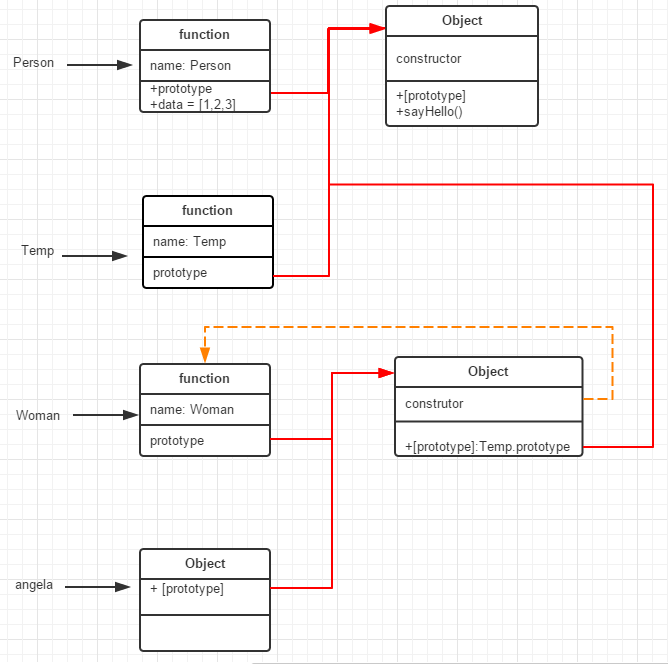 Person
function
name: Person
+prototype
+data = [1,2,3]
Object
constructor
+[prototype]
+sayHello()
Temp
function
name: Temp
prototype
Woman
function
name: Woman
prototype
Object
construtor
+[prototype]:Temp.prototype
angela
Object
+ [prototype]